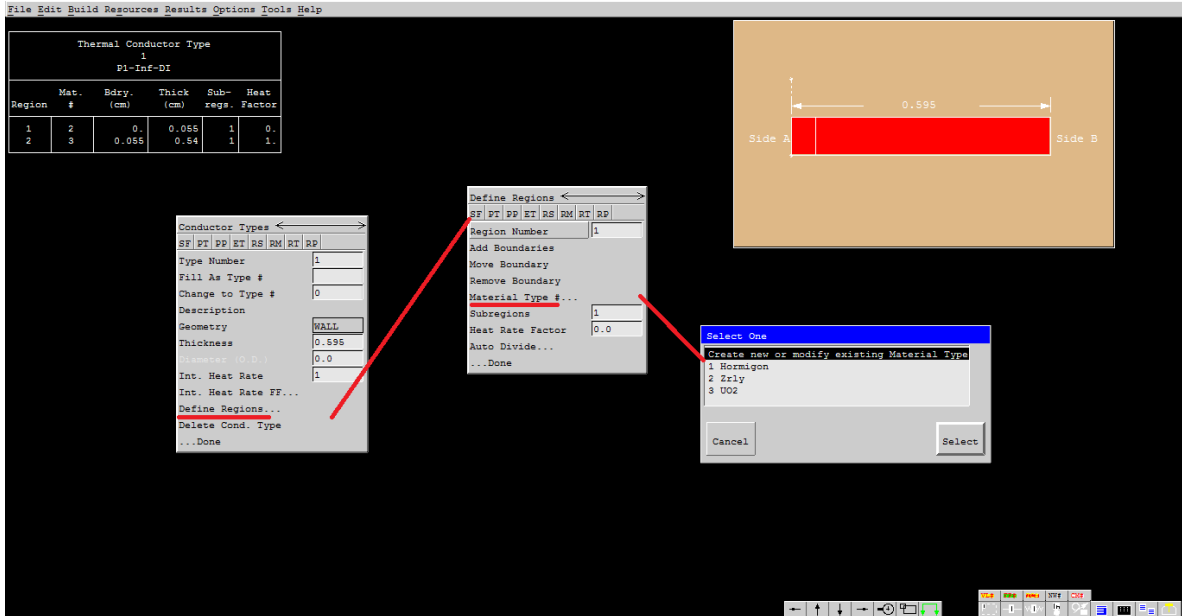 File Edit Build Resources Results Options Tools Help
Thermal Conductor Type
1
P1-Inf-DI
Mat. Bdry. Thick Sub- Heat
Region # (cm) (cm) regs. Factor
1 2 0. 0.055 1 0.
2 3 0.055 0.54 1 1.
0.595
Side A Side B
Conductor Types
SF PT PP ET RS RM RT RP
Type Number 1
Fill As Type #
Change to Type # 0
Description
Geometry WALL
Thickness 0.595
Diameter (O.D.) 0.0
Int. Heat Rate 1
Int. Heat Rate FF...
Define Regions...
Delete Cond. Type
...Done
Define Regions
SF PT PP ET RS RM RT RP
Region Number 1
Add Boundaries
Move Boundary
Remove Boundary
Material Type #...
Subregions 1
Heat Rate Factor 0.0
Auto Divide...
...Done
Select One
Create new or modify existing Material Type
1 Hormigon
2 Zrly
3 UO2
Cancel Select
VL#